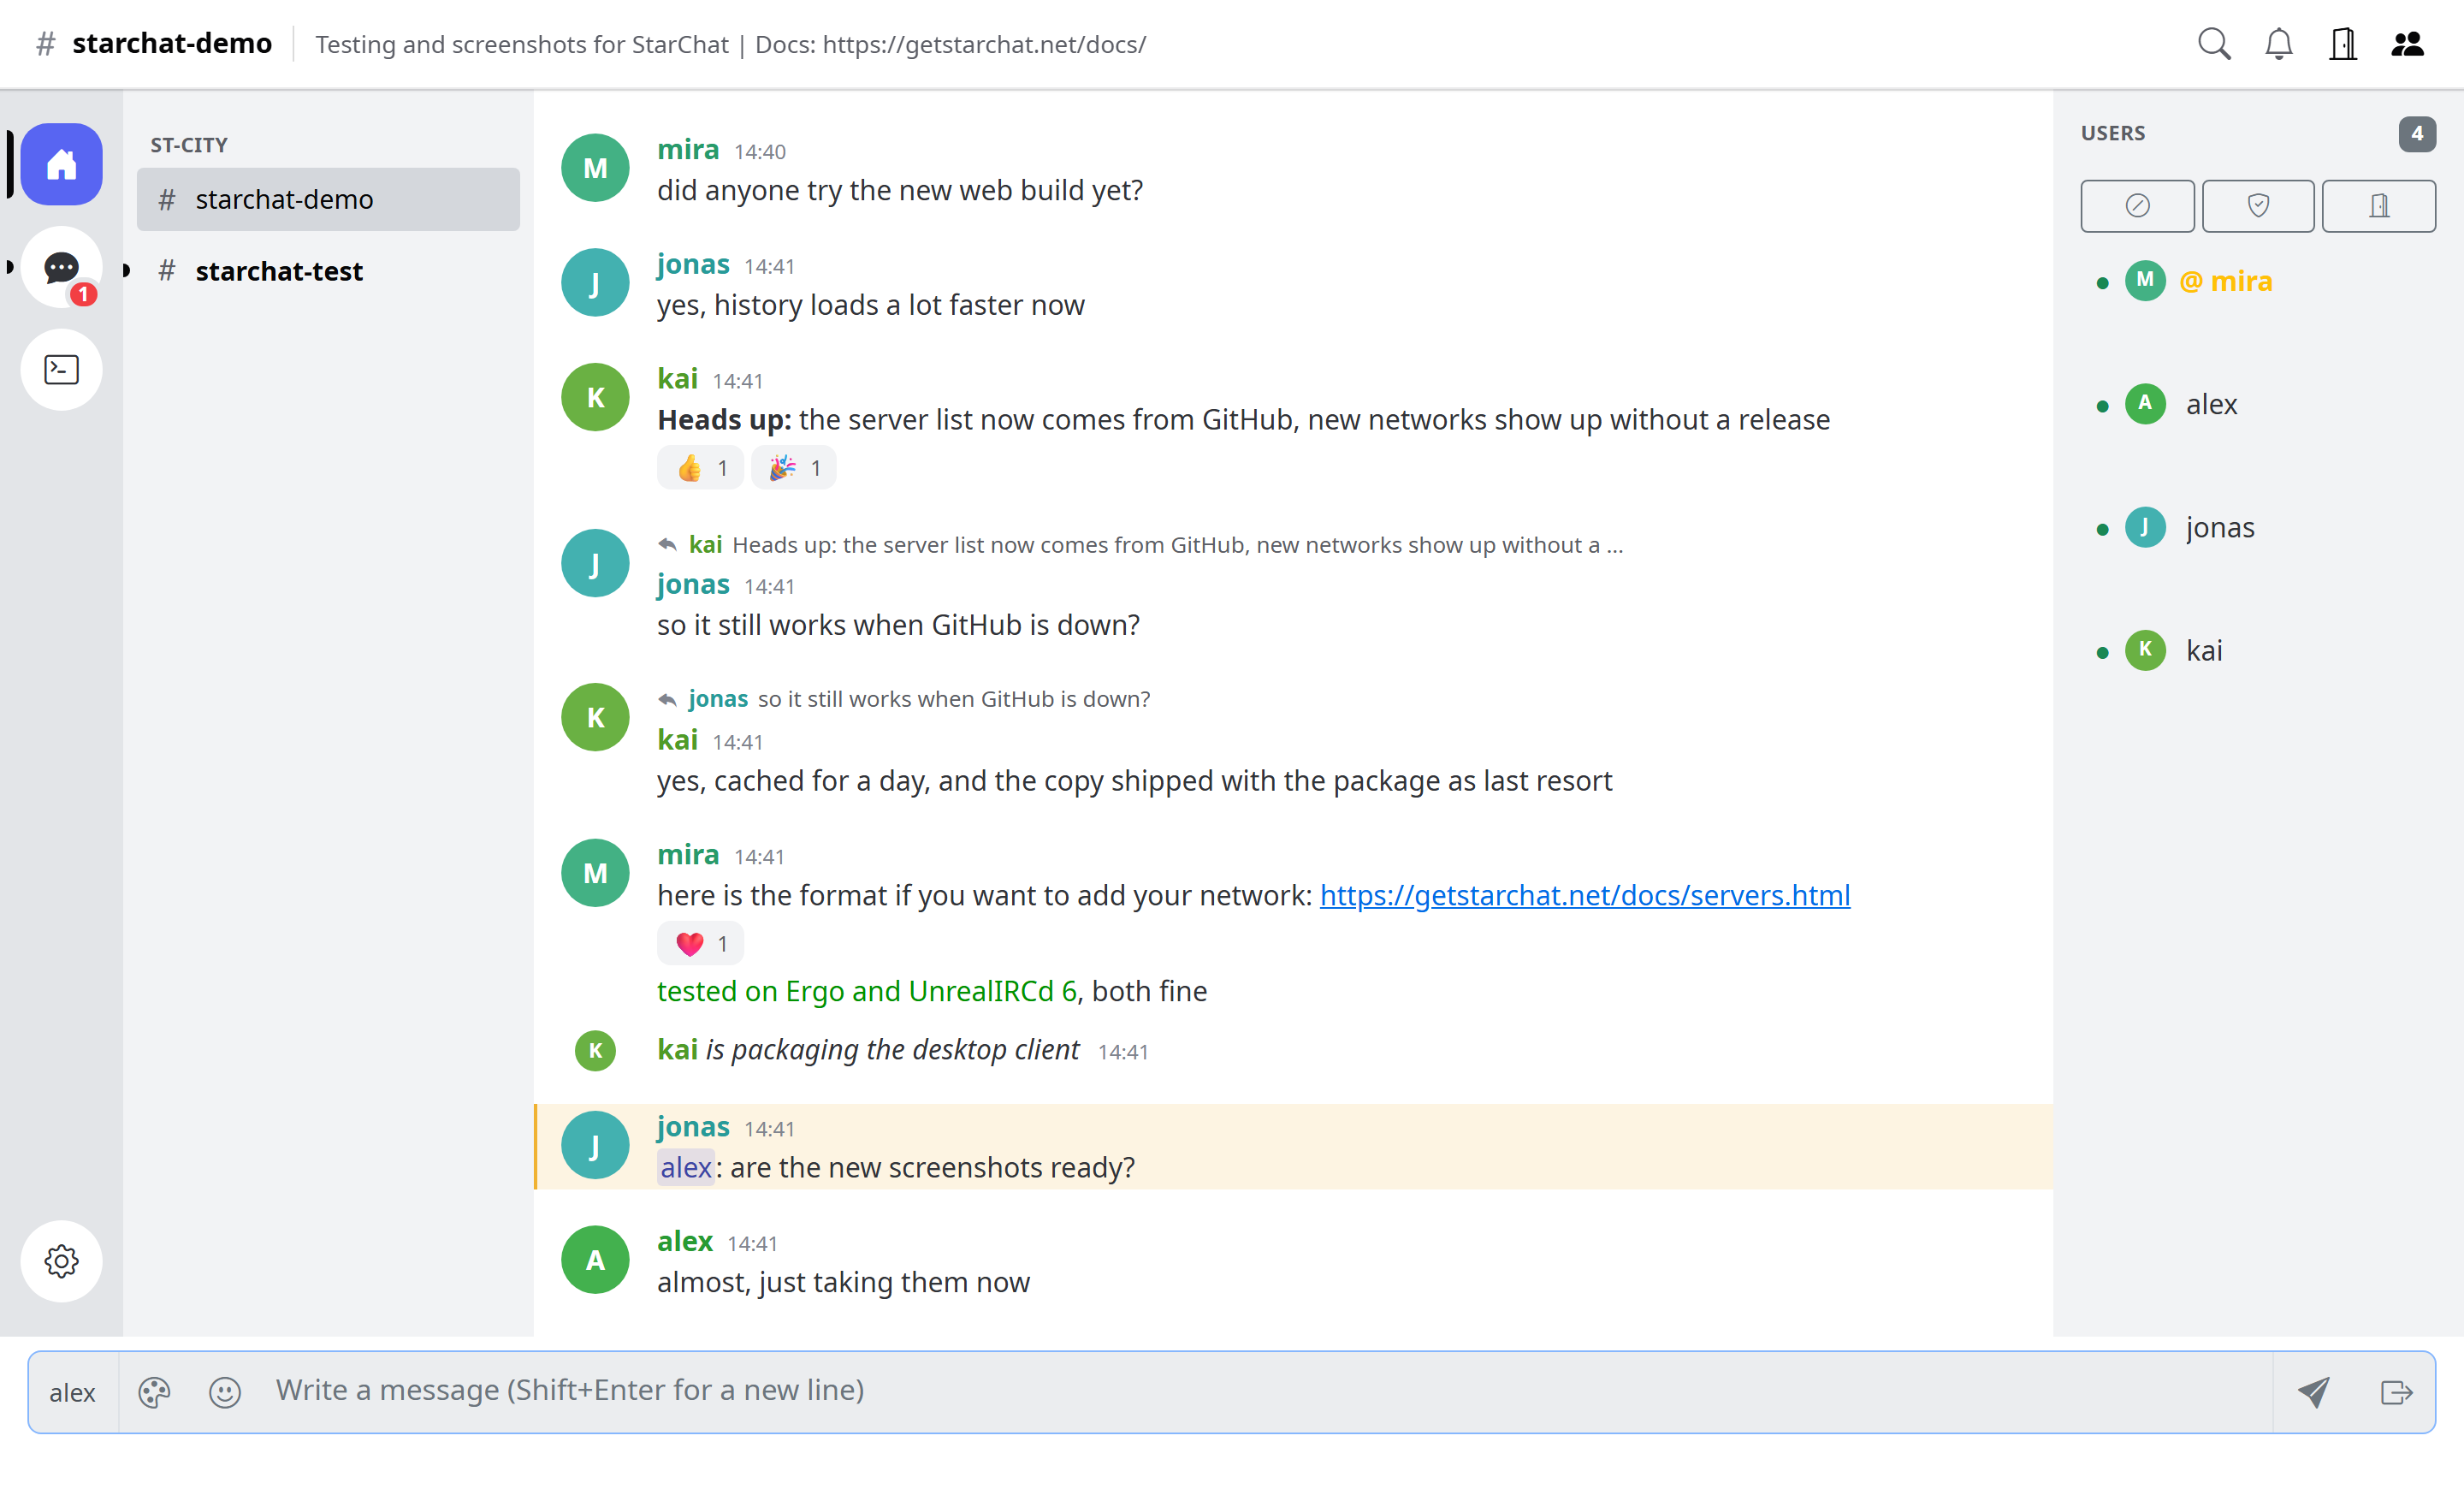 # starchat-demo
Testing and screenshots for StarChat | Docs: https://getstarchat.net/docs/
1
ST-CITY
# starchat-demo
# starchat-test
M
mira 14:40
did anyone try the new web build yet?
J
jonas 14:41
yes, history loads a lot faster now
K
kai 14:41
Heads up: the server list now comes from GitHub, new networks show up without a release
👍 1 🎉 1
J
kai Heads up: the server list now comes from GitHub, new networks show up without a ...
jonas 14:41
so it still works when GitHub is down?
K
jonas so it still works when GitHub is down?
kai 14:41
yes, cached for a day, and the copy shipped with the package as last resort
M
mira 14:41
here is the format if you want to add your network: https://getstarchat.net/docs/servers.html
❤️ 1
tested on Ergo and UnrealIRCd 6, both fine
K
kai is packaging the desktop client 14:41
J
jonas 14:41
alex: are the new screenshots ready?
A
alex 14:41
almost, just taking them now
USERS 4
M @ mira
A alex
J jonas
K kai
alex
Write a message (Shift+Enter for a new line)